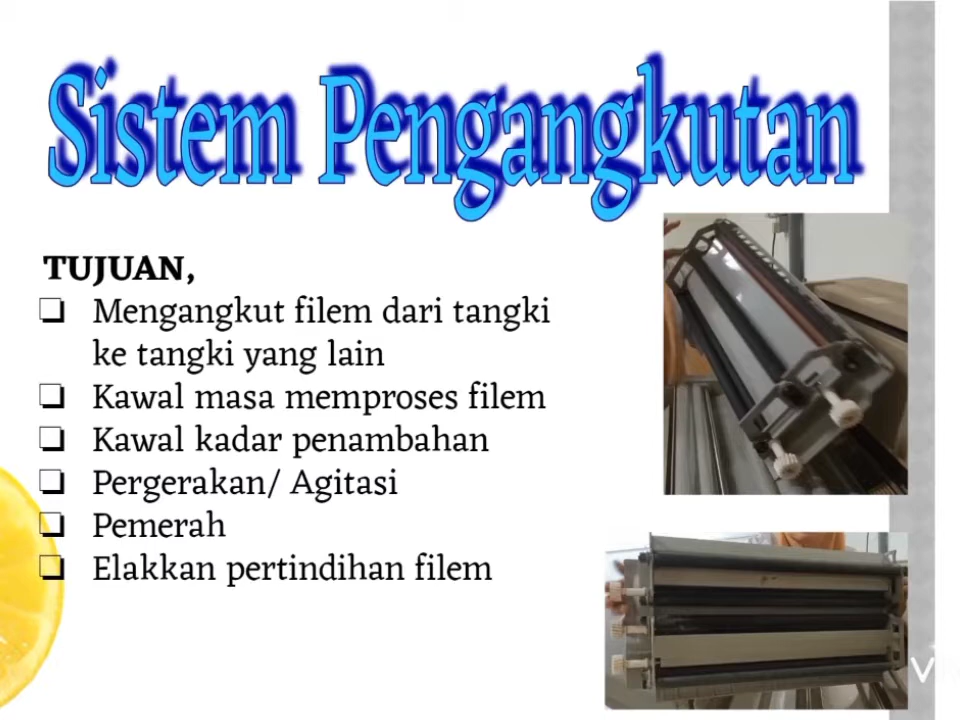 Sistem Pengangkutan
TUJUAN,
❏ Mengangkut filem dari tangki
ke tangki yang lain
❏ Kawal masa memproses filem
❏ Kawal kadar penambahan
❏ Pergerakan/ Agitasi
❏ Pemerah
❏ Elakkan pertindihan filem